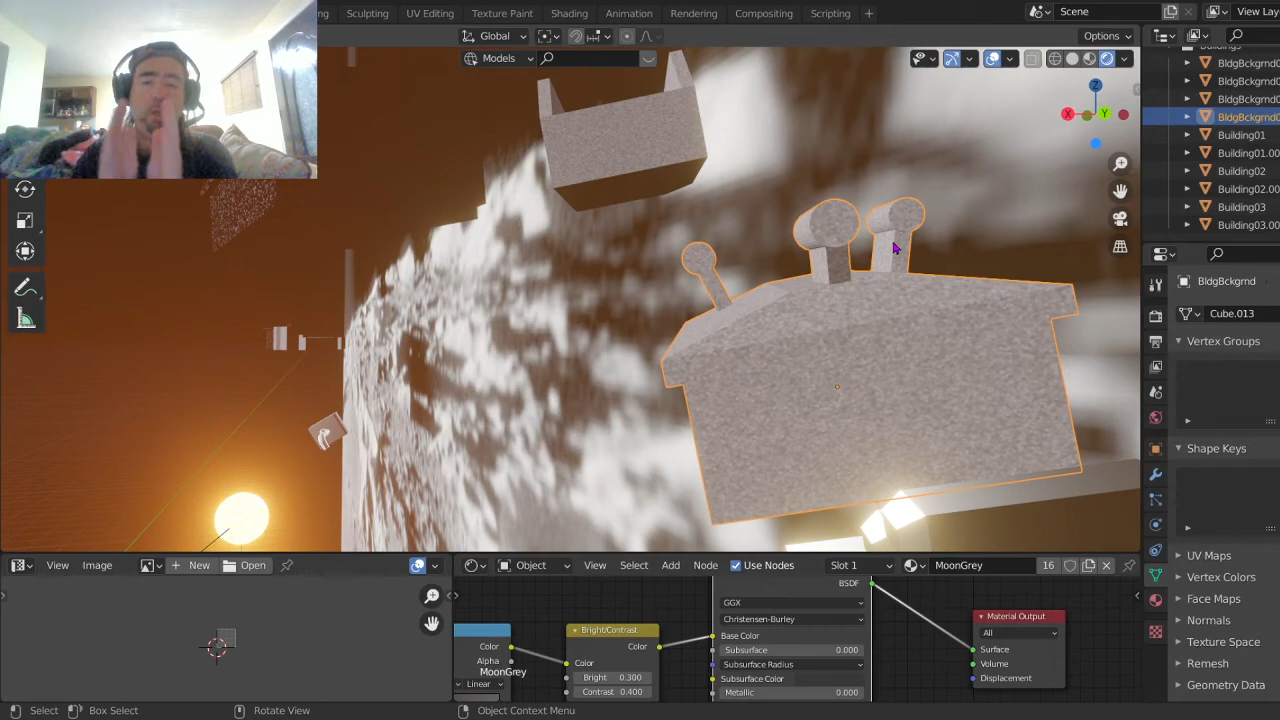 Sculpting UV Editing Texture Paint Shading Animation Rendering Compositing Scripting
Scene
View Lay
Global
Options
Models
BldgBckgrnd
BldgBckgrnd
BldgBckgrnd
BldgBckgrnd
Building01
Building01.00
Building02
Building02.00
Building03
Building03.00
X
Y
Z
BldgBckgrnd
Cube.013
Vertex Groups
Shape Keys
UV Maps
Vertex Colors
Face Maps
Normals
Texture Space
Remesh
Geometry Data
View Image New Open
Object View Select Add Node Use Nodes Slot 1 MoonGrey 16
Color
Alpha
MoonGrey
Linear
Bright/Contrast
Color
Color
Bright 0.300
Contrast 0.400
BSDF
GGX
Christensen-Burley
Base Color
Subsurface 0.000
Subsurface Radius
Subsurface Color
Metallic 0.000
Material Output
All
Surface
Volume
Displacement
Select Box Select Rotate View Object Context Menu